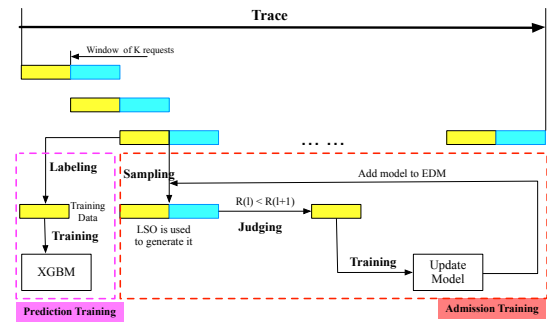 Trace
Window of K requests
... ...
Labeling
Sampling
Add model to EDM
Training
Data
R(l) < R(l+1)
LSO is used
to generate it
Judging
Training
Training
XGBM
Update
Model
Prediction Training
Admission Training